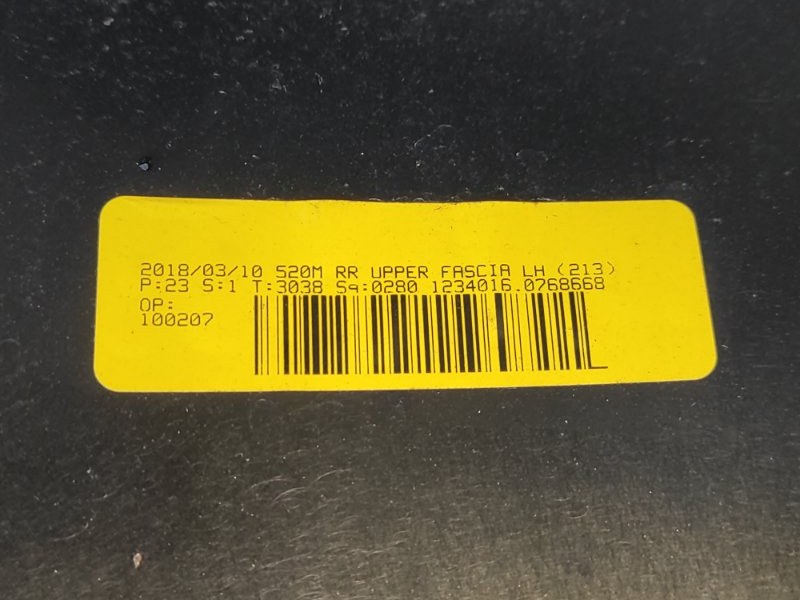 2018/03/10 520M RR UPPER FASCIA LH (213)
P:23 S:1 T:3038 Sq:0280 1234016.0768668
OP:
100207